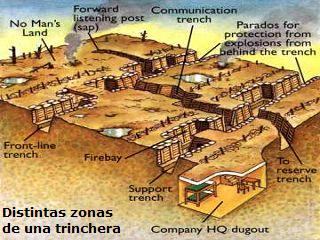 No Man's
Land
Forward
listening post
(sap)
Communication
trench
Parados for
protection from
explosions from
behind the trench
Front-line
trench
Firebay
Support
trench
To
reserve
trench
Company HQ dugout
Distintas zonas
de una trinchera